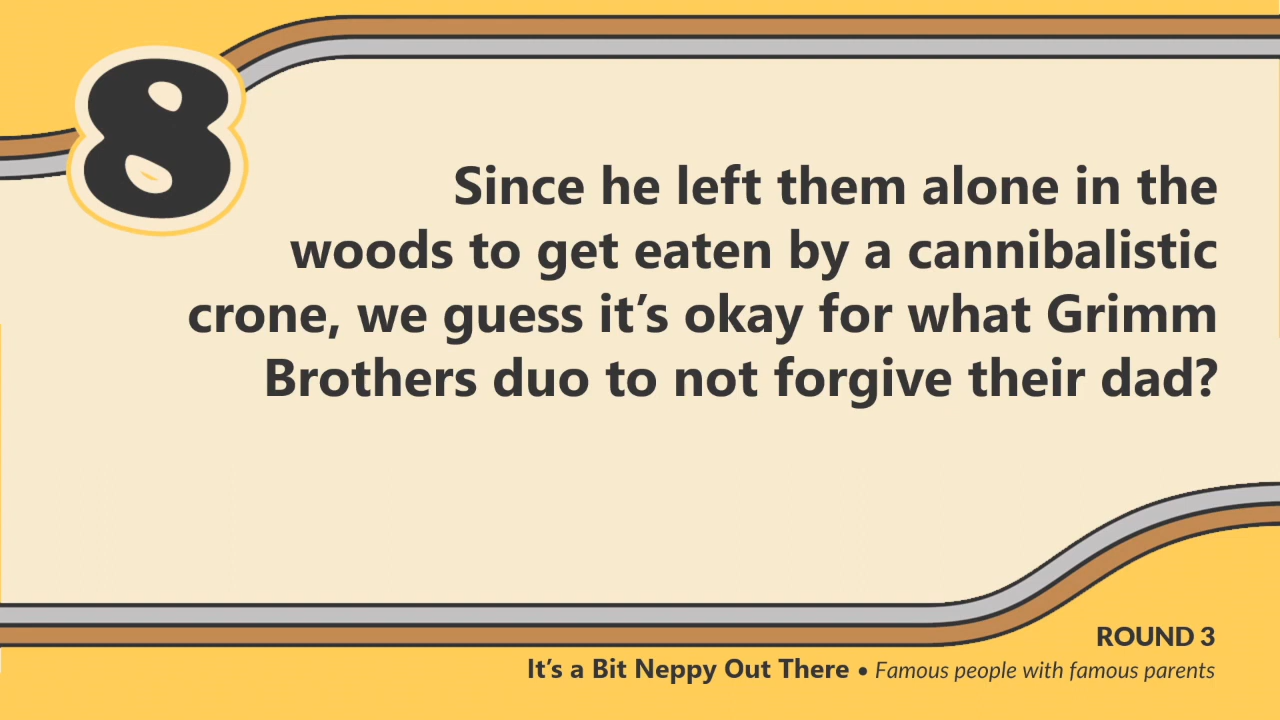 8
Since he left them alone in the
woods to get eaten by a cannibalistic
crone, we guess it’s okay for what Grimm
Brothers duo to not forgive their dad?
ROUND 3
It’s a Bit Neppy Out There • Famous people with famous parents